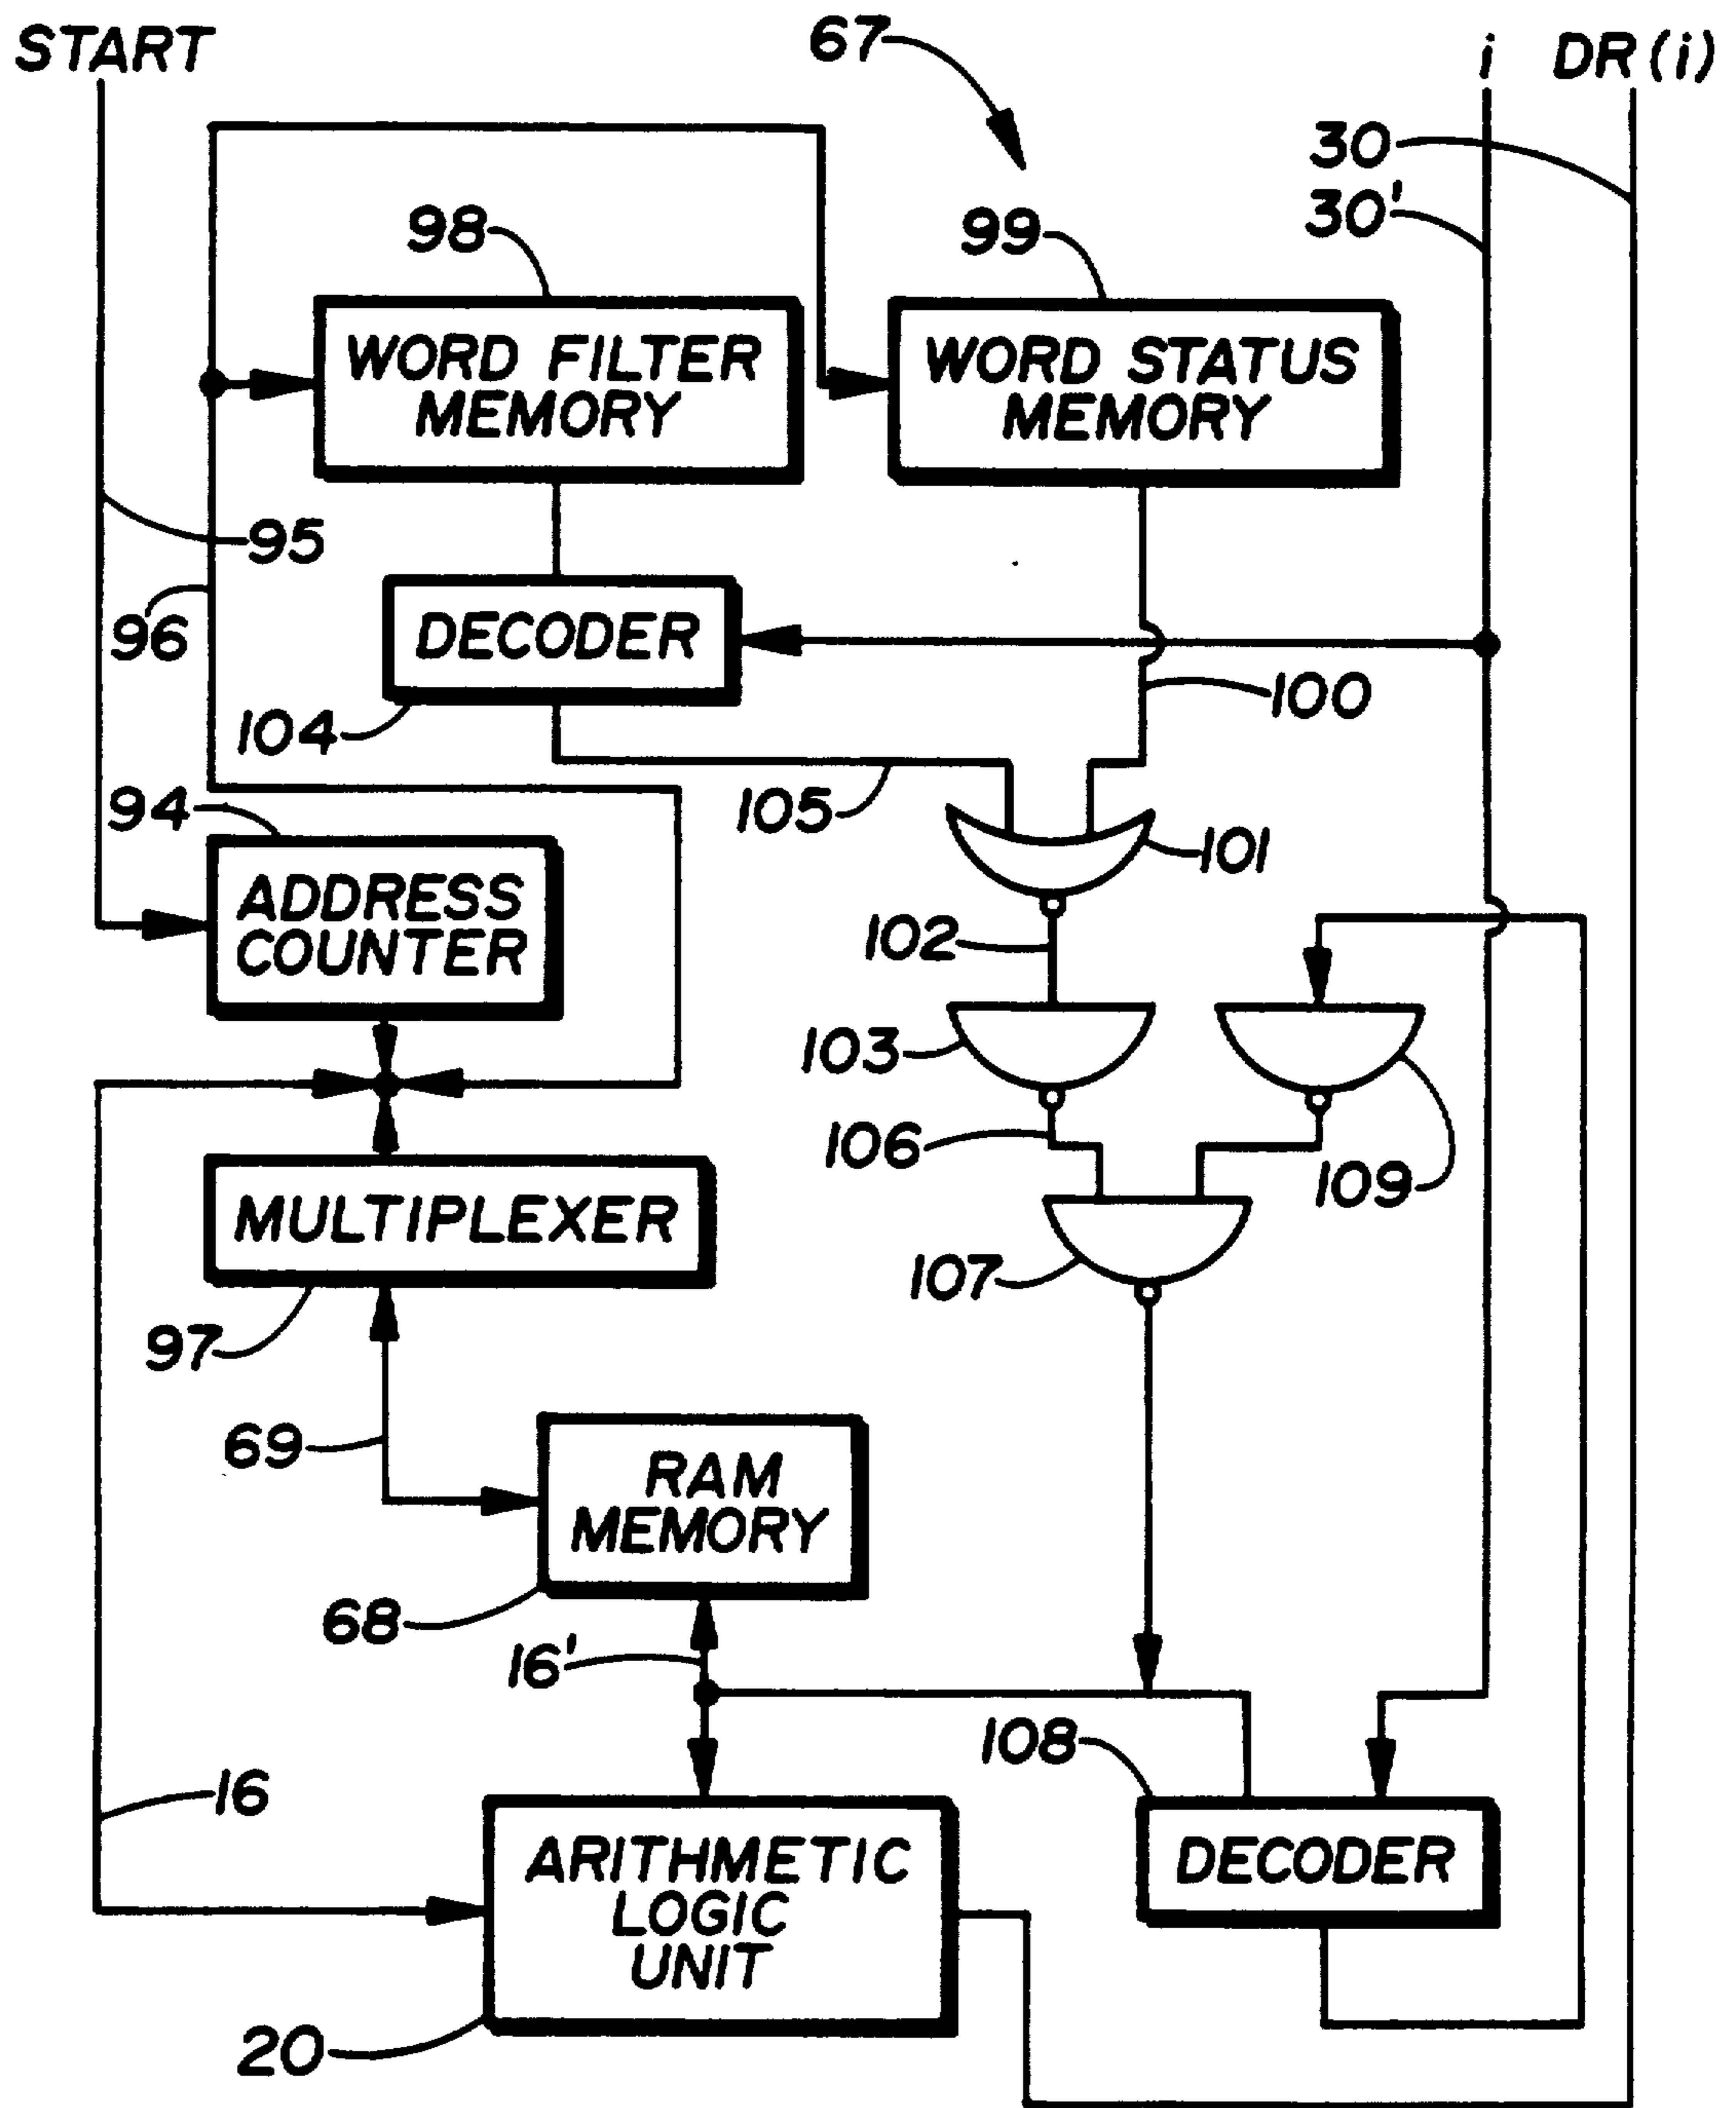 START
67
i
DR(i)
30
30'
98
99
WORD FILTER
MEMORY
WORD STATUS
MEMORY
95
96
DECODER
100
104
105
94
101
ADDRESS
COUNTER
102
103
106
109
MULTIPLEXER
107
97
69
RAM
MEMORY
68
16'
108
16
ARITHMETIC
LOGIC
UNIT
DECODER
20